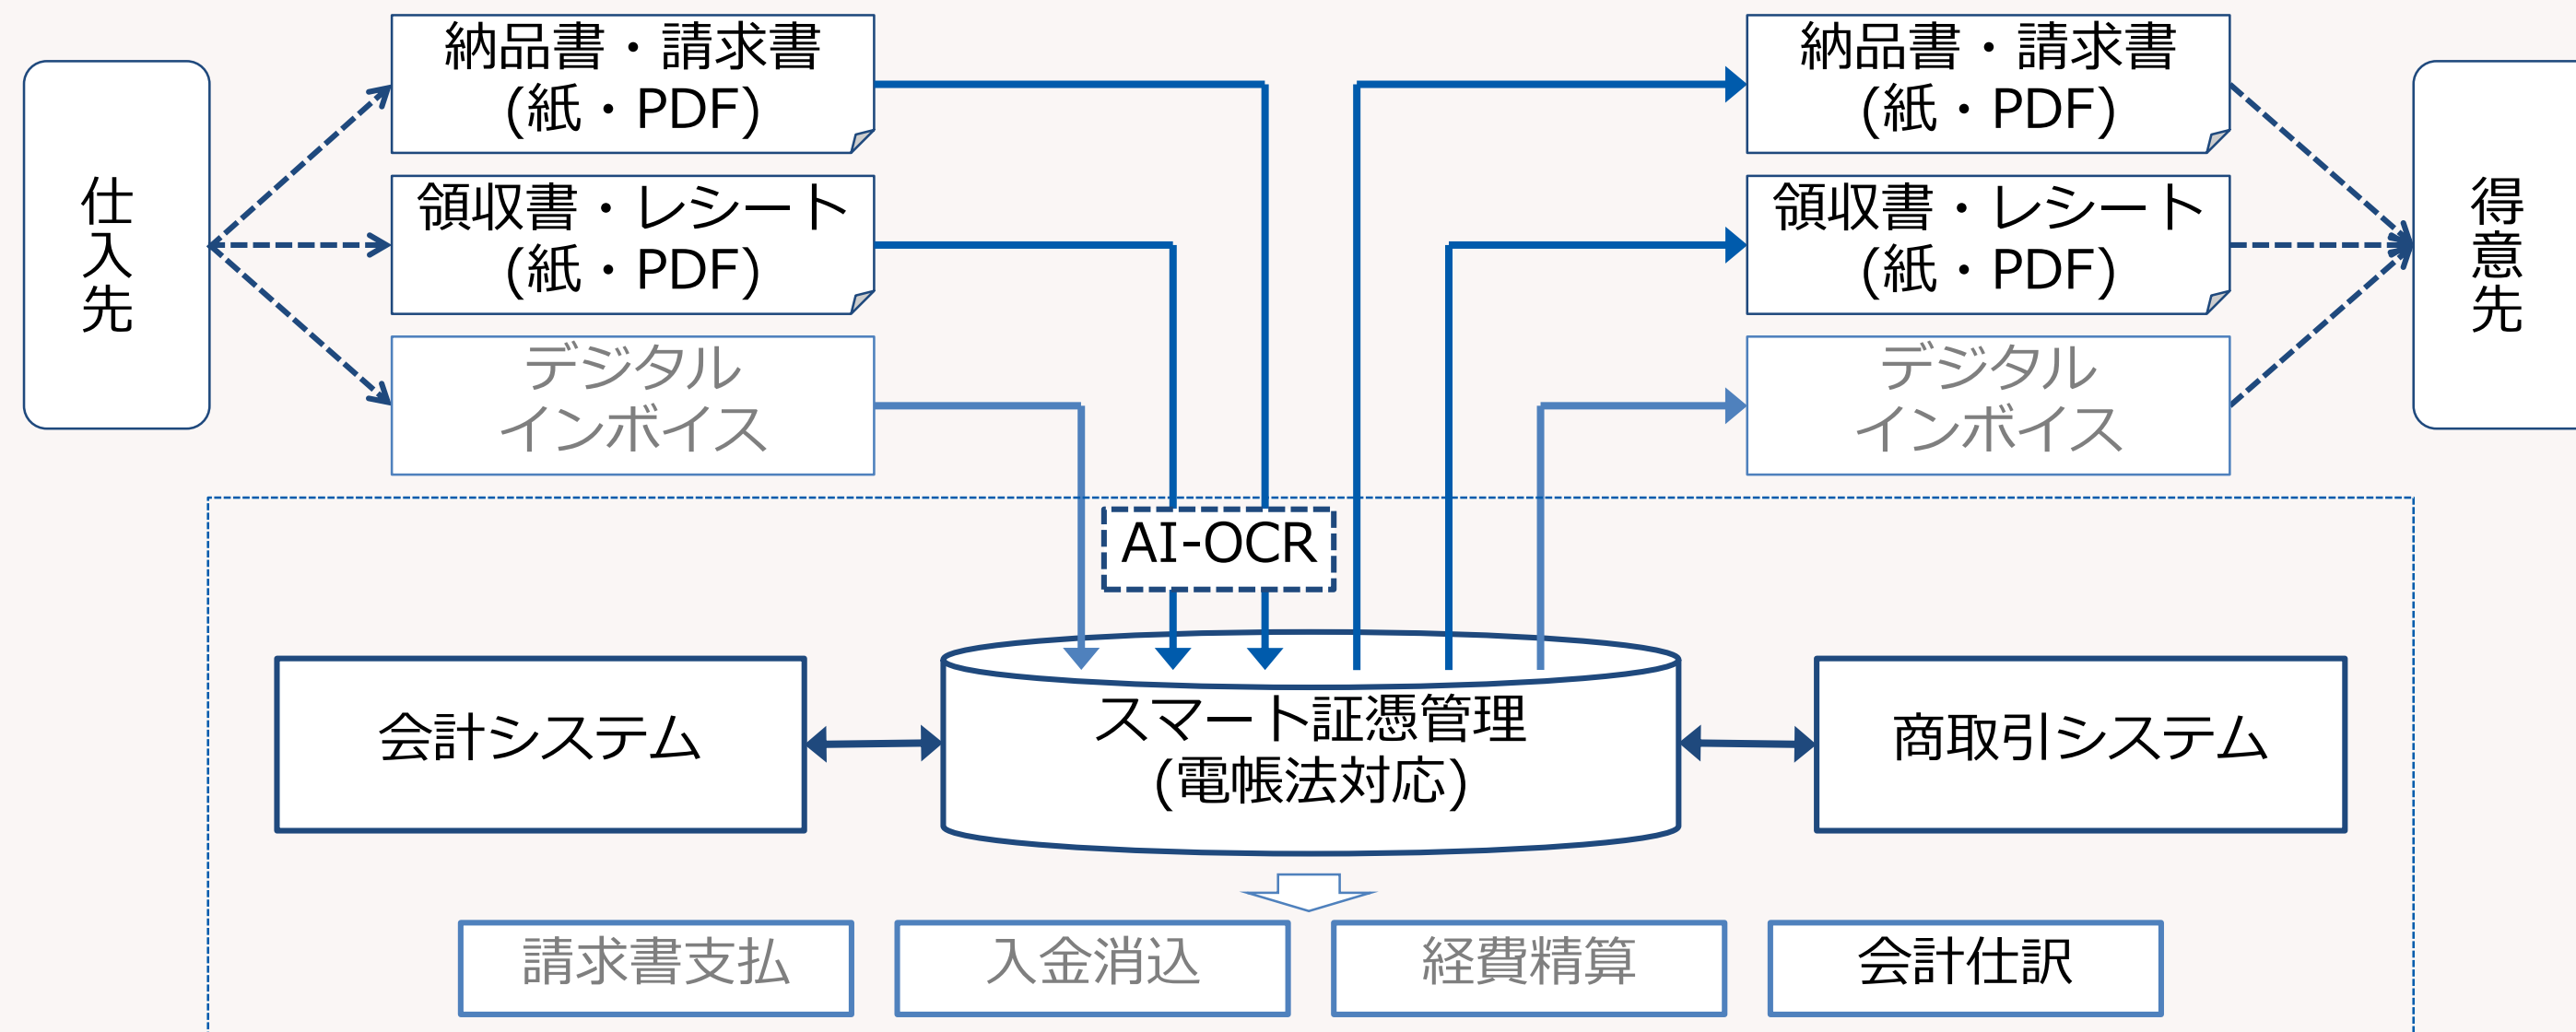 仕入先
納品書・請求書
(紙・PDF)
領収書・レシート
(紙・PDF)
デジタル
インボイス
納品書・請求書
(紙・PDF)
領収書・レシート
(紙・PDF)
デジタル
インボイス
得意先
AI-OCR
会計システム
スマート証憑管理
(電帳法対応)
商取引システム
請求書支払
入金消込
経費精算
会計仕訳